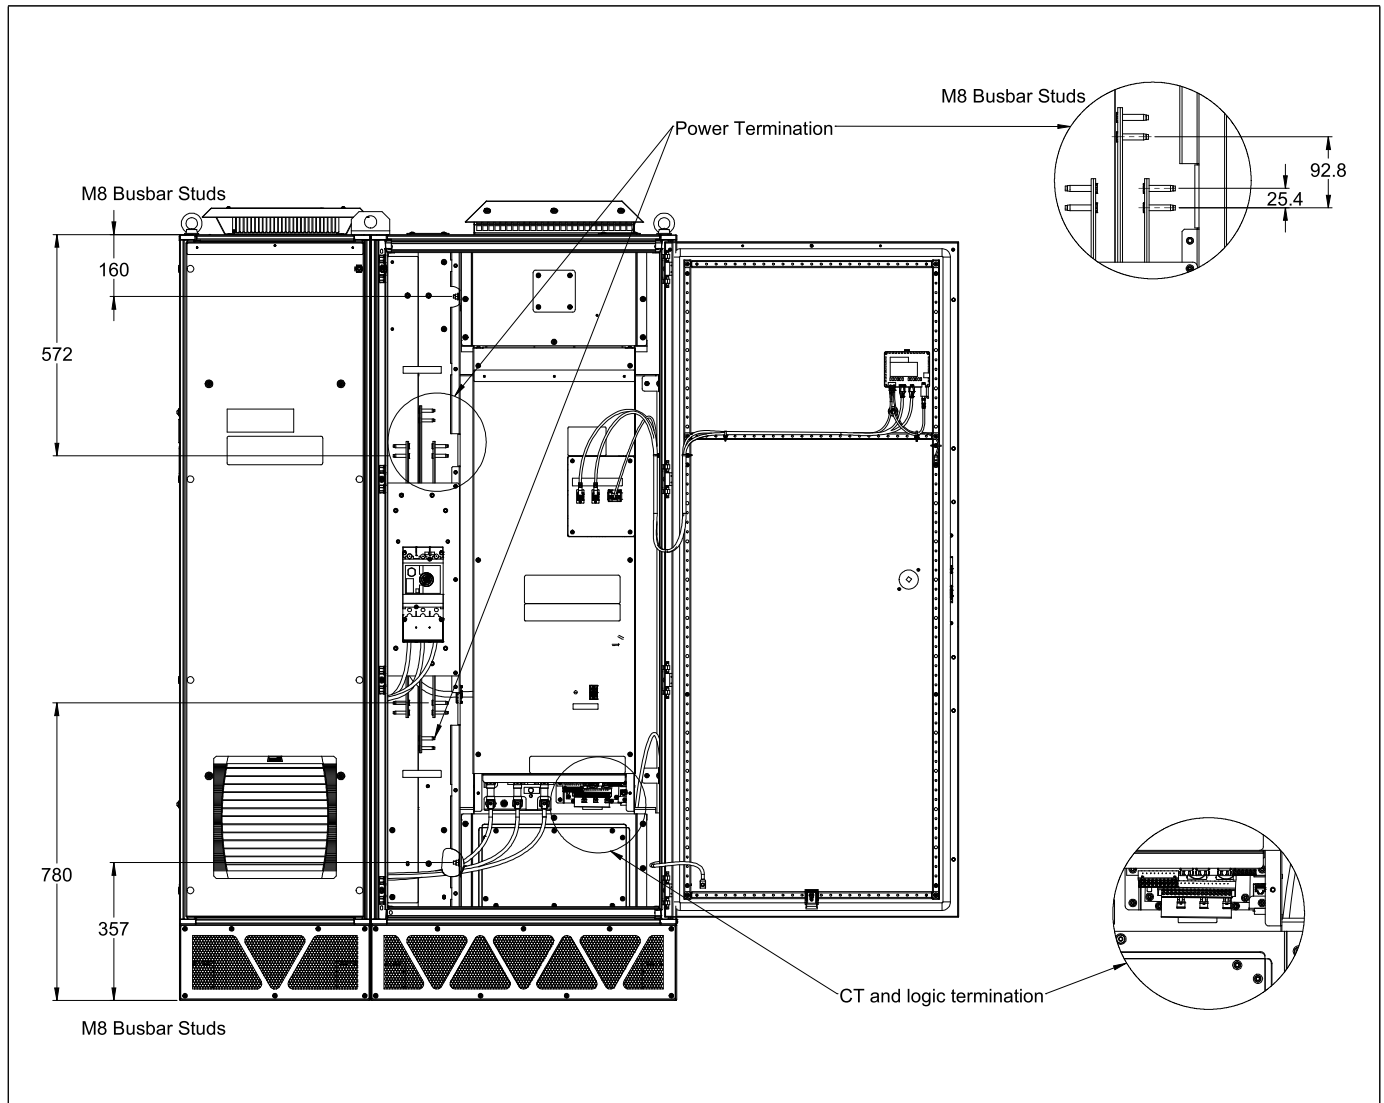 M8 Busbar Studs
Power Termination
92.8
25.4
M8 Busbar Studs
160
572
780
357
CT and logic termination
M8 Busbar Studs